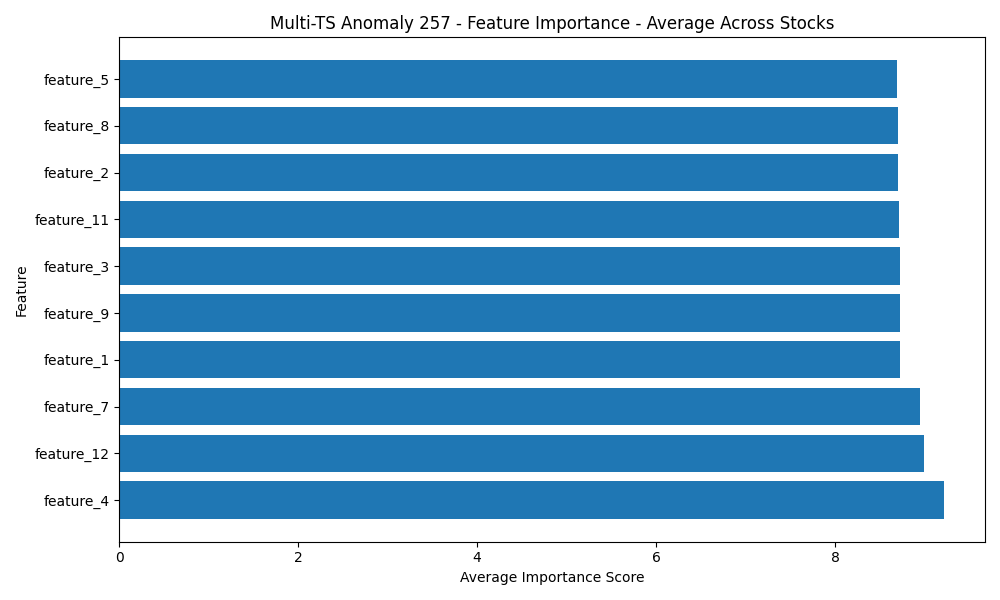 Multi-TS Anomaly 257 - Feature Importance - Average Across Stocks
feature_5
feature_8
feature_2
feature_11
feature_3
feature_9
feature_1
feature_7
feature_12
feature_4
Feature
0 2 4 6 8
Average Importance Score